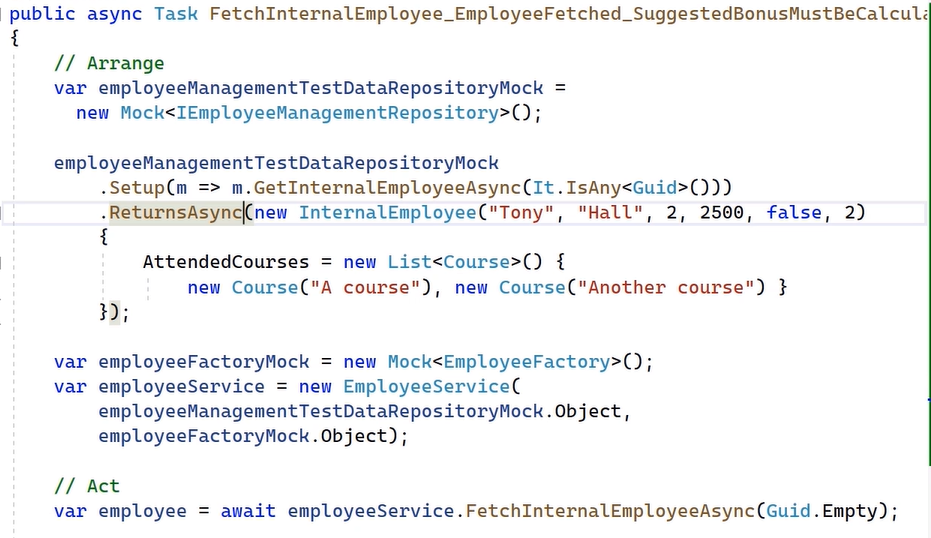 public async Task FetchInternalEmployee_EmployeeFetched_SuggestedBonusMustBeCalcul
{
// Arrange
var employeeManagementTestDataRepositoryMock =
new Mock<IEmployeeManagementRepository>();
employeeManagementTestDataRepositoryMock
.Setup(m => m.GetInternalEmployeeAsync(It.IsAny<Guid>()))
.ReturnsAsync(new InternalEmployee("Tony", "Hall", 2, 2500, false, 2)
{
AttendedCourses = new List<Course>() {
new Course("A course"), new Course("Another course") }
});
var employeeFactoryMock = new Mock<EmployeeFactory>();
var employeeService = new EmployeeService(
employeeManagementTestDataRepositoryMock.Object,
employeeFactoryMock.Object);
// Act
var employee = await employeeService.FetchInternalEmployeeAsync(Guid.Empty);